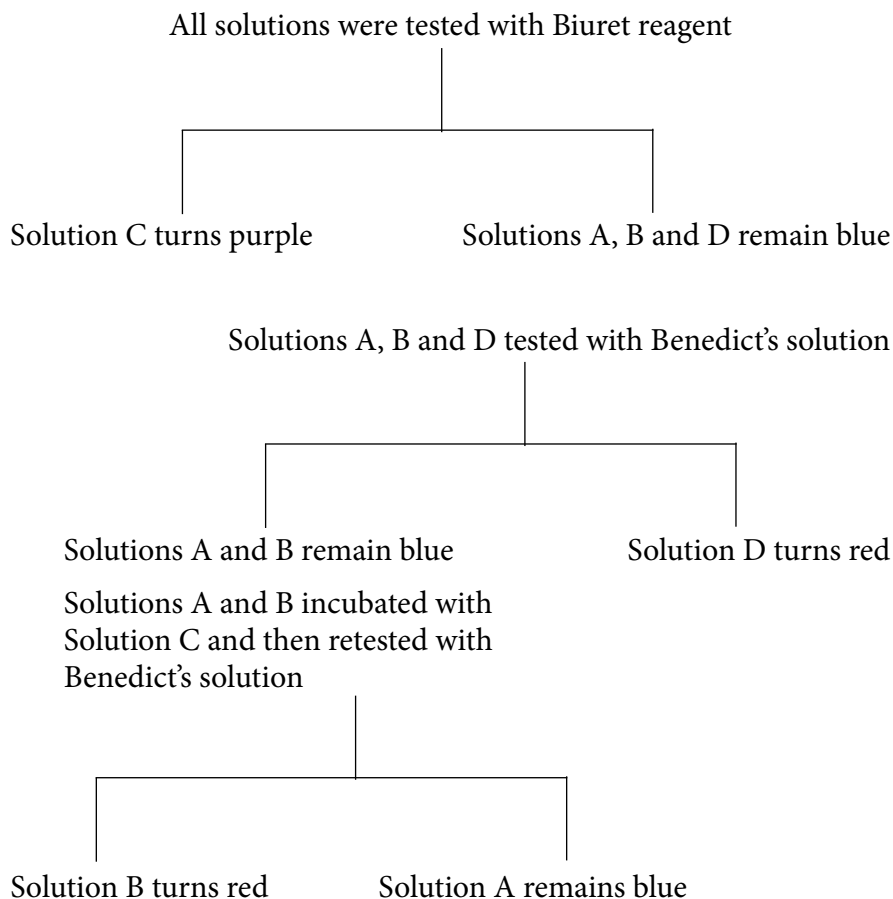 All solutions were tested with Biuret reagent
Solution C turns purple
Solutions A, B and D remain blue
Solutions A, B and D tested with Benedict’s solution
Solutions A and B remain blue
Solution D turns red
Solutions A and B incubated with
Solution C and then retested with
Benedict’s solution
Solution B turns red
Solution A remains blue